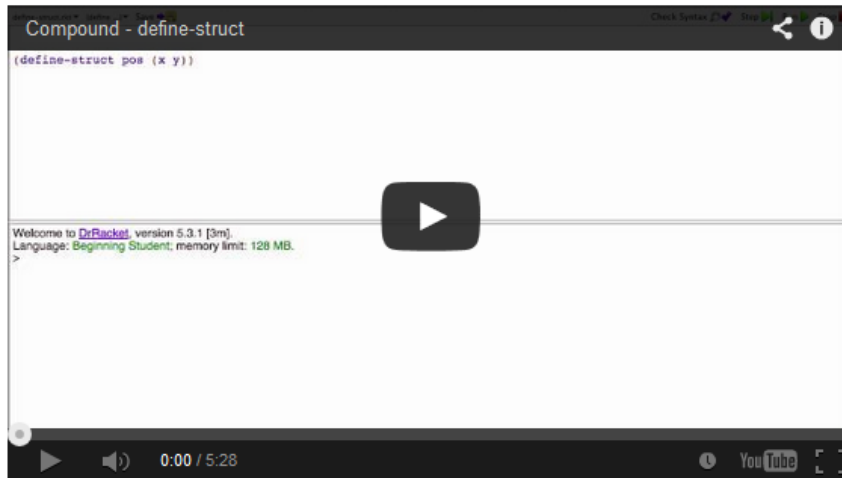 Compound - define-struct
Check Syntax Step
(define-struct pos (x y))
Welcome to DrRacket, version 5.3.1 [3m].
Language: Beginning Student; memory limit: 128 MB.
>
0:00 / 5:28 YouTube